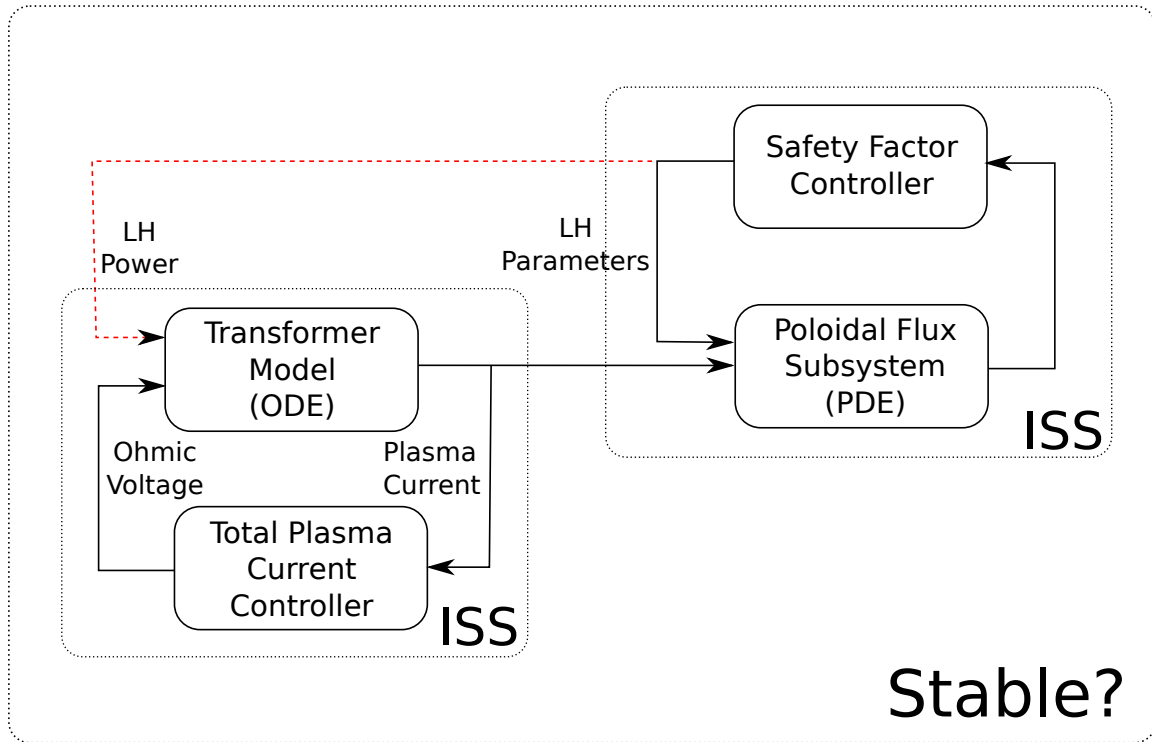 Safety Factor
Controller
LH
Power
LH
Parameters
Transformer
Model
(ODE)
Poloidal Flux
Subsystem
(PDE)
ISS
Ohmic
Voltage
Plasma
Current
Total Plasma
Current
Controller
ISS
Stable?